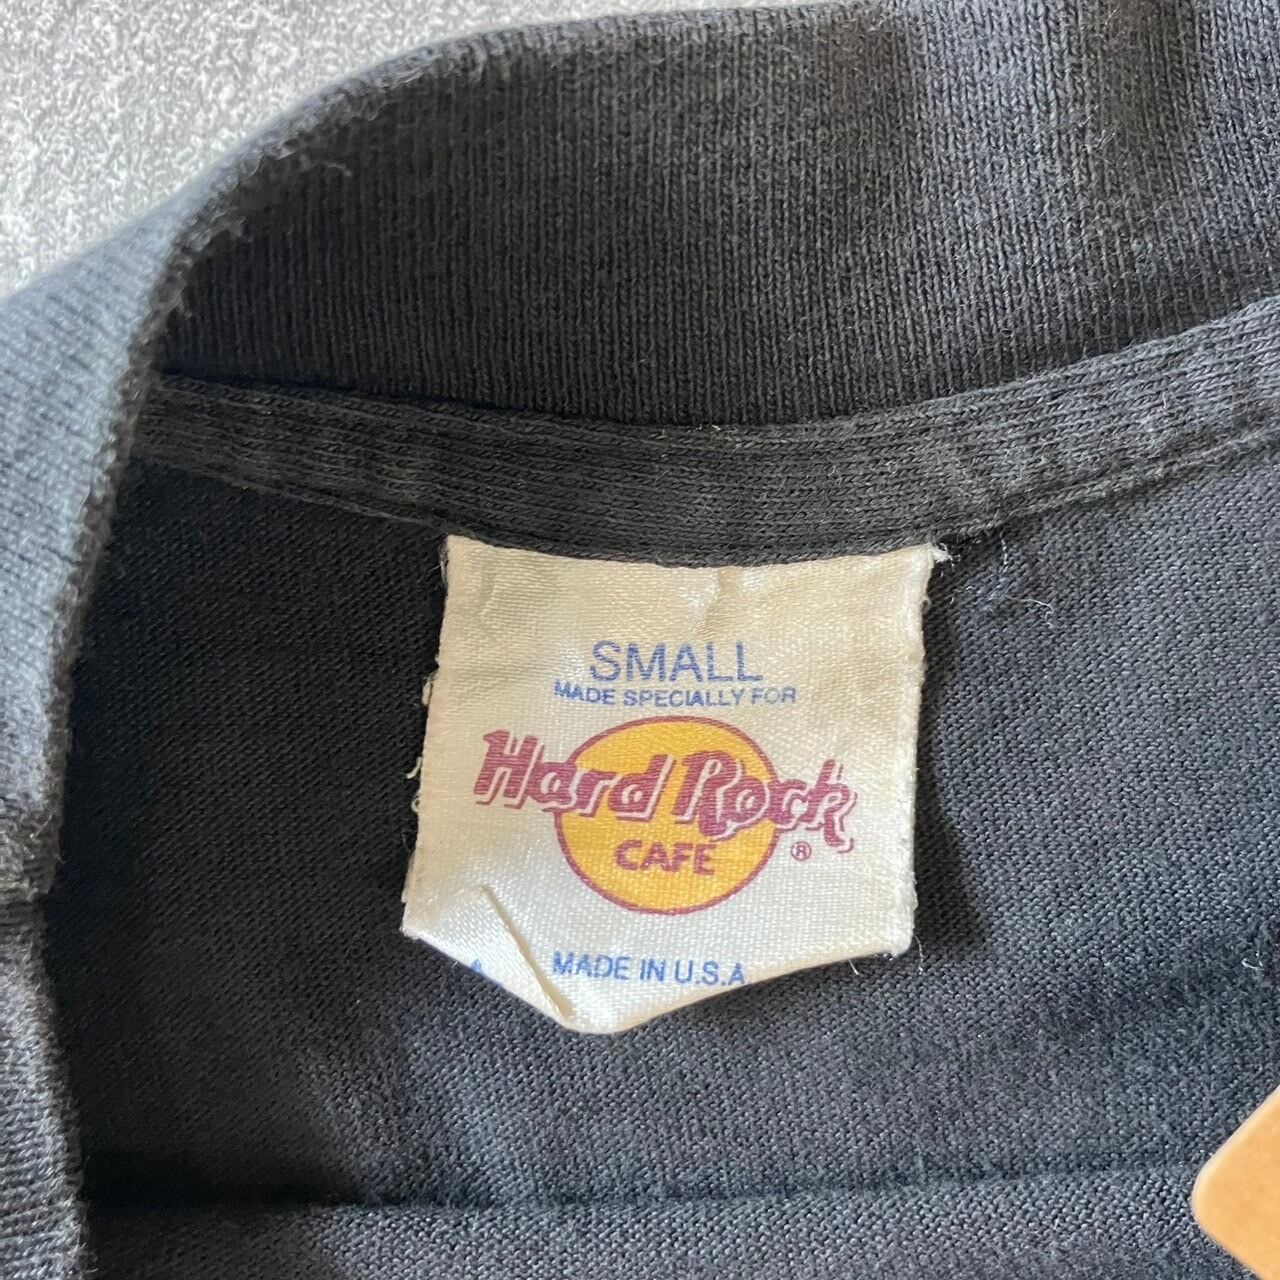 SMALL
MADE SPECIALLY FOR
Hard Rock
CAFE ®
MADE IN U.S.A